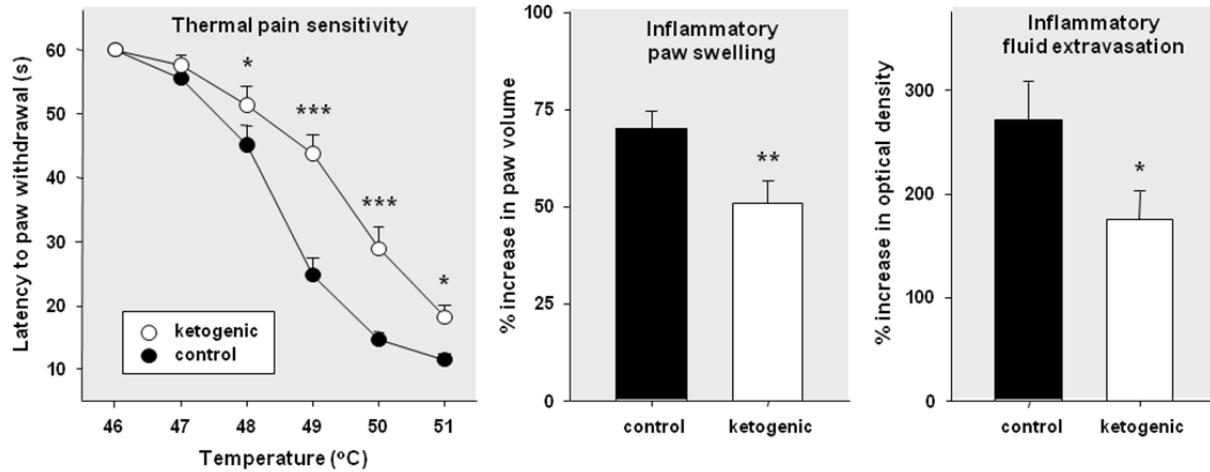 Thermal pain sensitivity
Latency to paw withdrawal (s)
60
50
40
30
20
10
*
***
***
*
ketogenic
control
46 47 48 49 50 51
Temperature (ºC)
Inflammatory
paw swelling
% increase in paw volume
100
75
50
25
0
**
control ketogenic
Inflammatory
fluid extravasation
% increase in optical density
300
200
100
0
*
control ketogenic